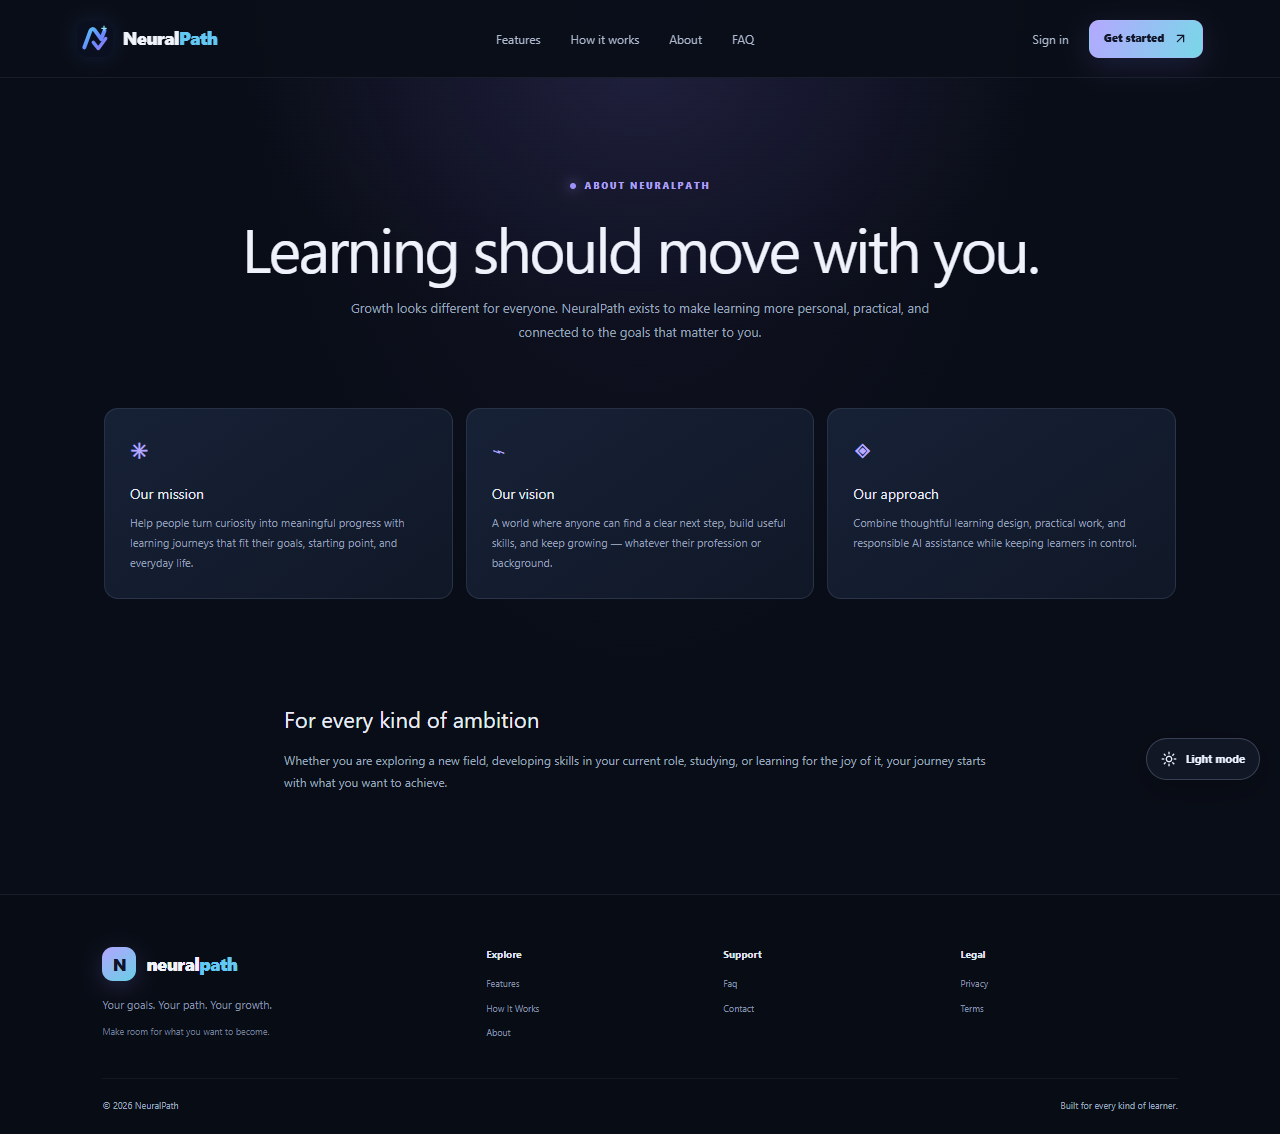 NeuralPath
Features
How it works
About
FAQ
Sign in
Get started
ABOUT NEURALPATH
Learning should move with you.
Growth looks different for everyone. NeuralPath exists to make learning more personal, practical, and
connected to the goals that matter to you.
Our mission
Help people turn curiosity into meaningful progress with
learning journeys that fit their goals, starting point, and
everyday life.
Our vision
A world where anyone can find a clear next step, build useful
skills, and keep growing — whatever their profession or
background.
Our approach
Combine thoughtful learning design, practical work, and
responsible AI assistance while keeping learners in control.
For every kind of ambition
Whether you are exploring a new field, developing skills in your current role, studying, or learning for the joy of it, your journey starts
with what you want to achieve.
Light mode
N neuralpath
Your goals. Your path. Your growth.
Make room for what you want to become.
Explore
Features
How It Works
About
Support
Faq
Contact
Legal
Privacy
Terms
© 2026 NeuralPath
Built for every kind of learner.